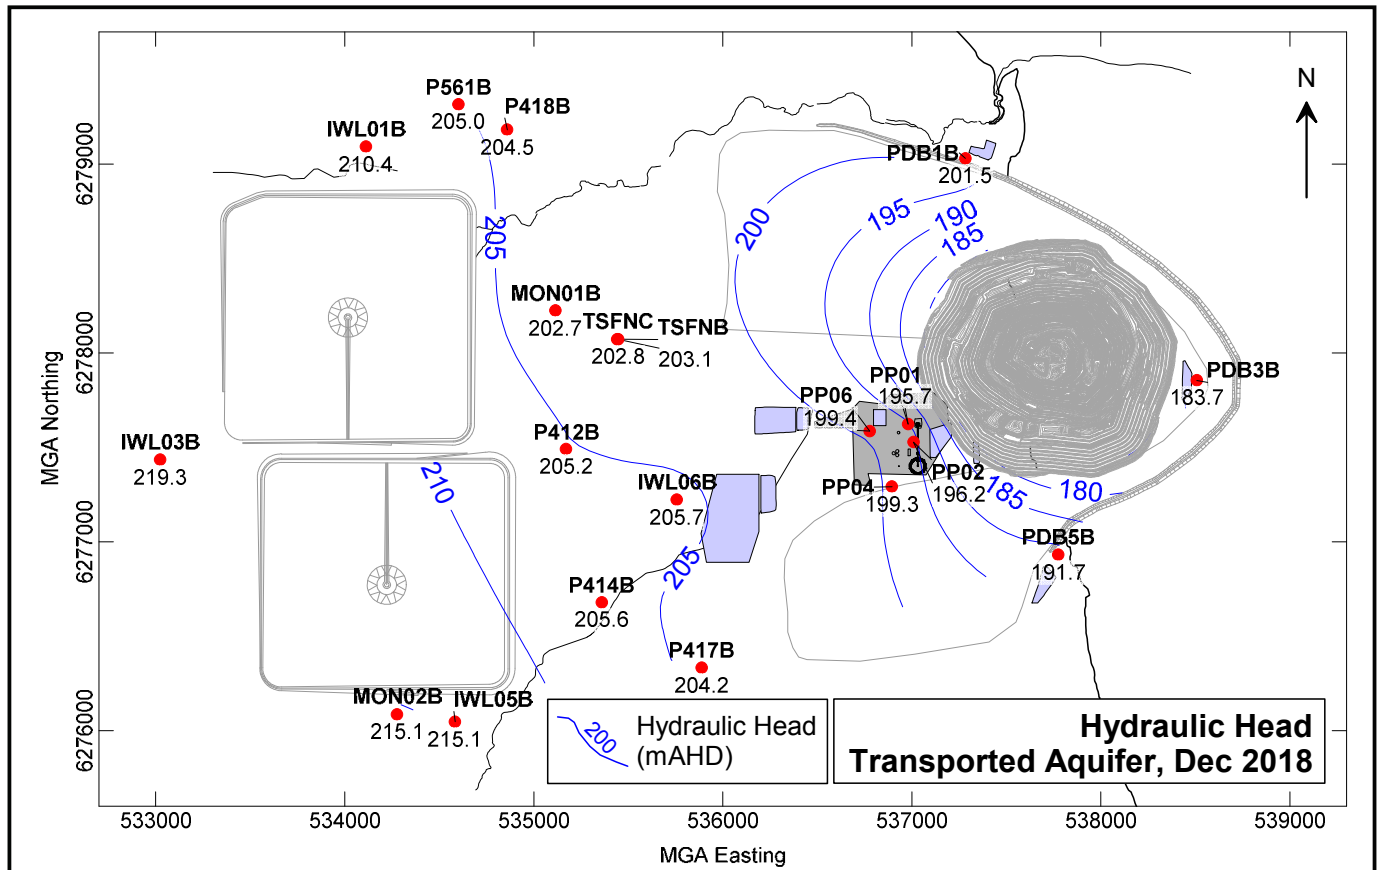 N
P561B
205.0
P418B
204.5
IWL01B
210.4
PDB1B
201.5
195
190
200
185
205
MON01B
202.7
TSFNC
TSFNB
202.8
203.1
PDB3B
183.7
PP01
195.7
PP06
199.4
P412B
205.2
IWL03B
219.3
210
IWL06B
205.7
PP02
196.2
PP04
199.3
185
180
PDB5B
191.7
205
P414B
205.6
P417B
204.2
MON02B
215.1
IWL05B
215.1
200
Hydraulic Head
(mAHD)
Hydraulic Head
Transported Aquifer, Dec 2018
6279000
6278000
6277000
6276000
MGA Northing
533000
534000
535000
536000
537000
538000
539000
MGA Easting